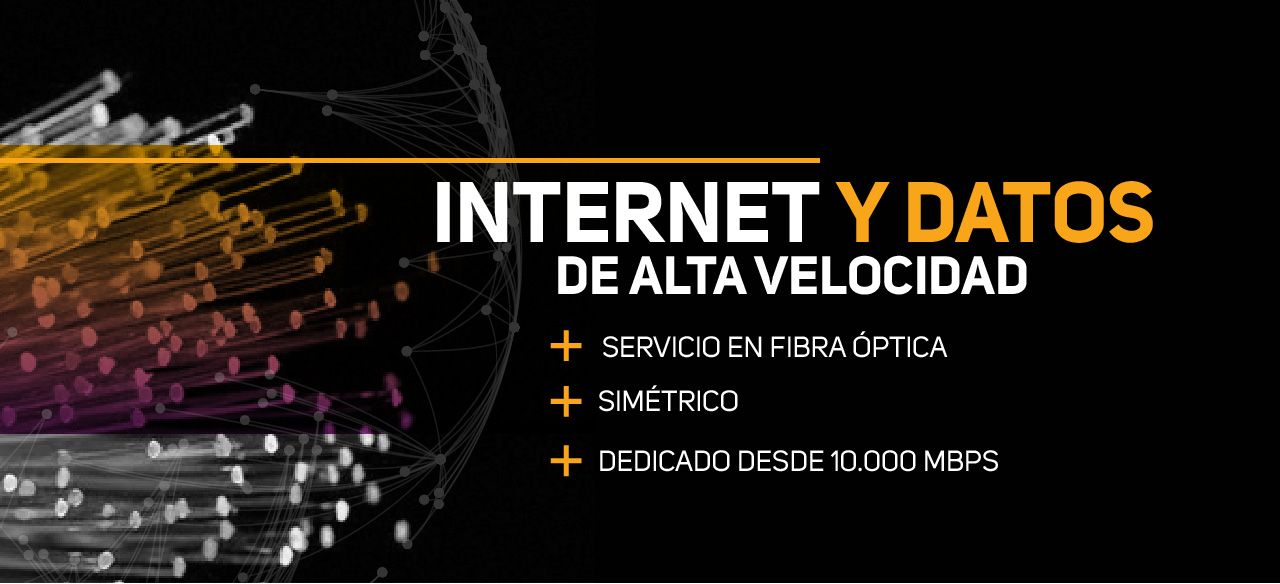 INTERNET Y DATOS
DE ALTA VELOCIDAD
+ SERVICIO EN FIBRA ÓPTICA
+ SIMÉTRICO
+ DEDICADO DESDE 10.000 MBPS